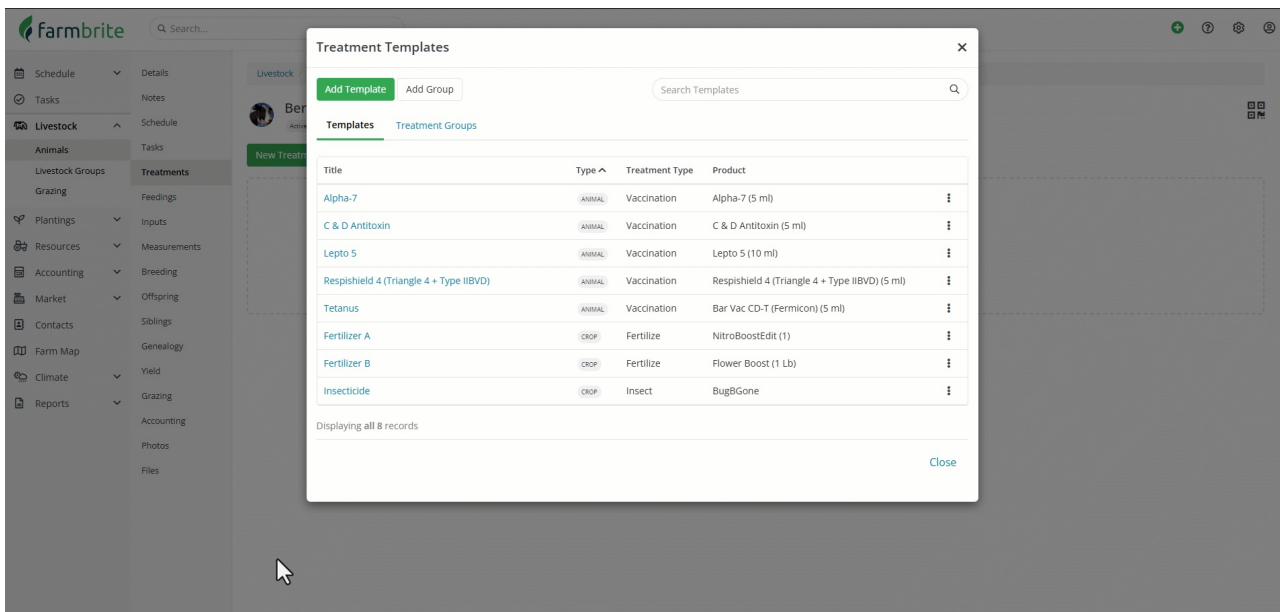 farmbrite
Search...
Schedule
Tasks
Livestock
Animals
Livestock Groups
Grazing
Plantings
Resources
Accounting
Market
Contacts
Farm Map
Climate
Reports
Details
Notes
Schedule
Tasks
Treatments
Feedings
Inputs
Measurements
Breeding
Offspring
Siblings
Genealogy
Yield
Grazing
Accounting
Photos
Files
Livestock
Ber
Active
New Treatm
Treatment Templates
Add Template Add Group Search Templates
Templates Treatment Groups
Title Type Treatment Type Product
Alpha-7 ANIMAL Vaccination Alpha-7 (5 ml)
C & D Antitoxin ANIMAL Vaccination C & D Antitoxin (5 ml)
Lepto 5 ANIMAL Vaccination Lepto 5 (10 ml)
Respishield 4 (Triangle 4 + Type IIBVD) ANIMAL Vaccination Respishield 4 (Triangle 4 + Type IIBVD) (5 ml)
Tetanus ANIMAL Vaccination Bar Vac CD-T (Fermicon) (5 ml)
Fertilizer A CROP Fertilize NitroBoostEdit (1)
Fertilizer B CROP Fertilize Flower Boost (1 Lb)
Insecticide CROP Insect BugBGone
Displaying all 8 records
Close